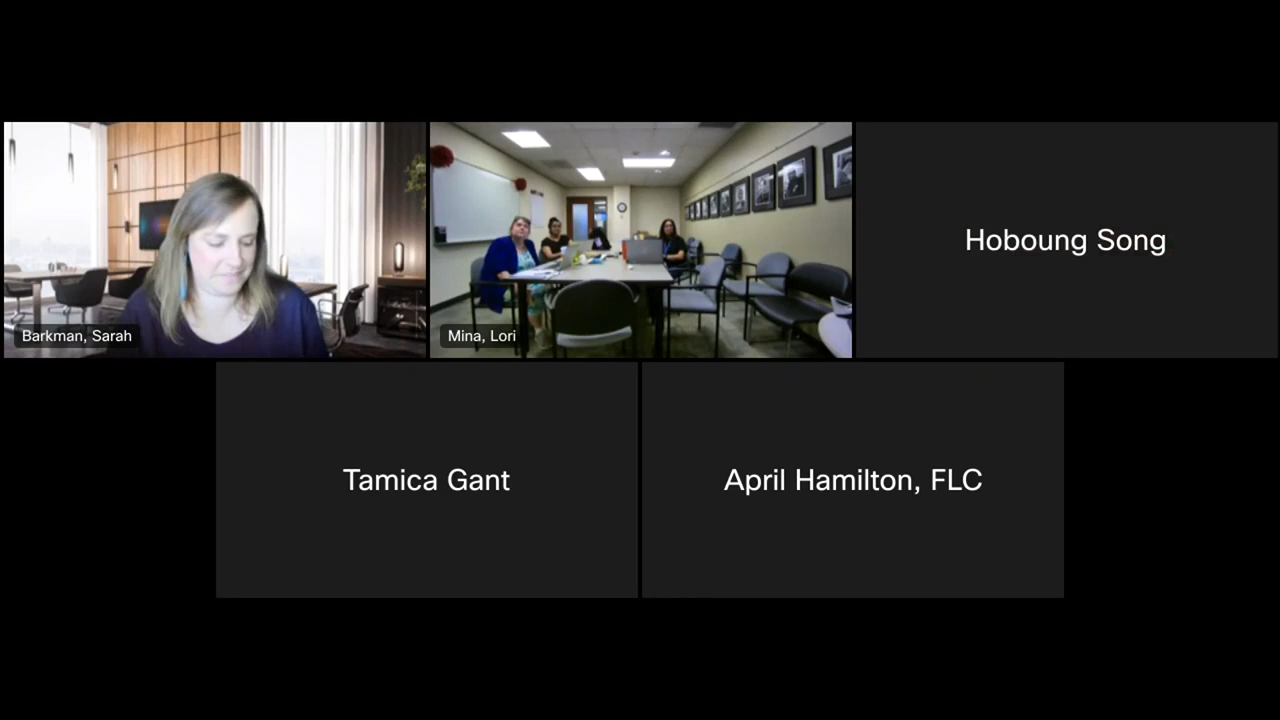 Barkman, Sarah
Mina, Lori
Hoboung Song
Tamica Gant
April Hamilton, FLC